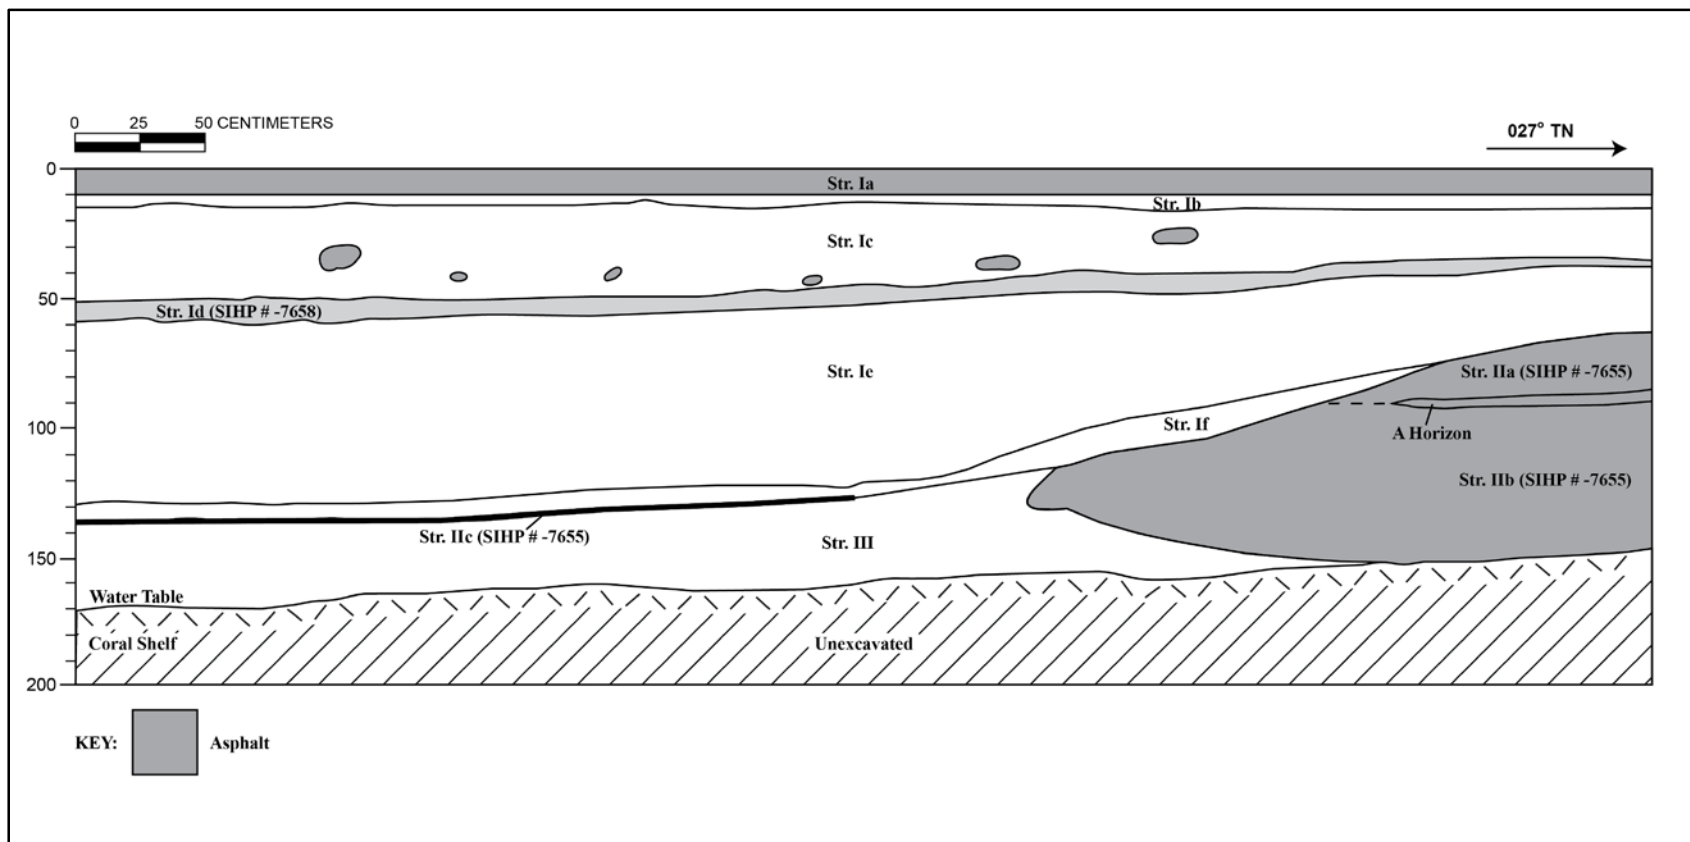 0 25 50 CENTIMETERS
027° TN
0
Str. Ia
Str. Ib
Str. Ic
50
Str. Id (SIHP # -7658)
Str. Ie
Str. IIa (SIHP # -7655)
Str. If
100
A Horizon
Str. IIb (SIHP # -7655)
Str. IIc (SIHP # -7655)
Str. III
150
Water Table
Coral Shelf
Unexcavated
200
KEY:
Asphalt